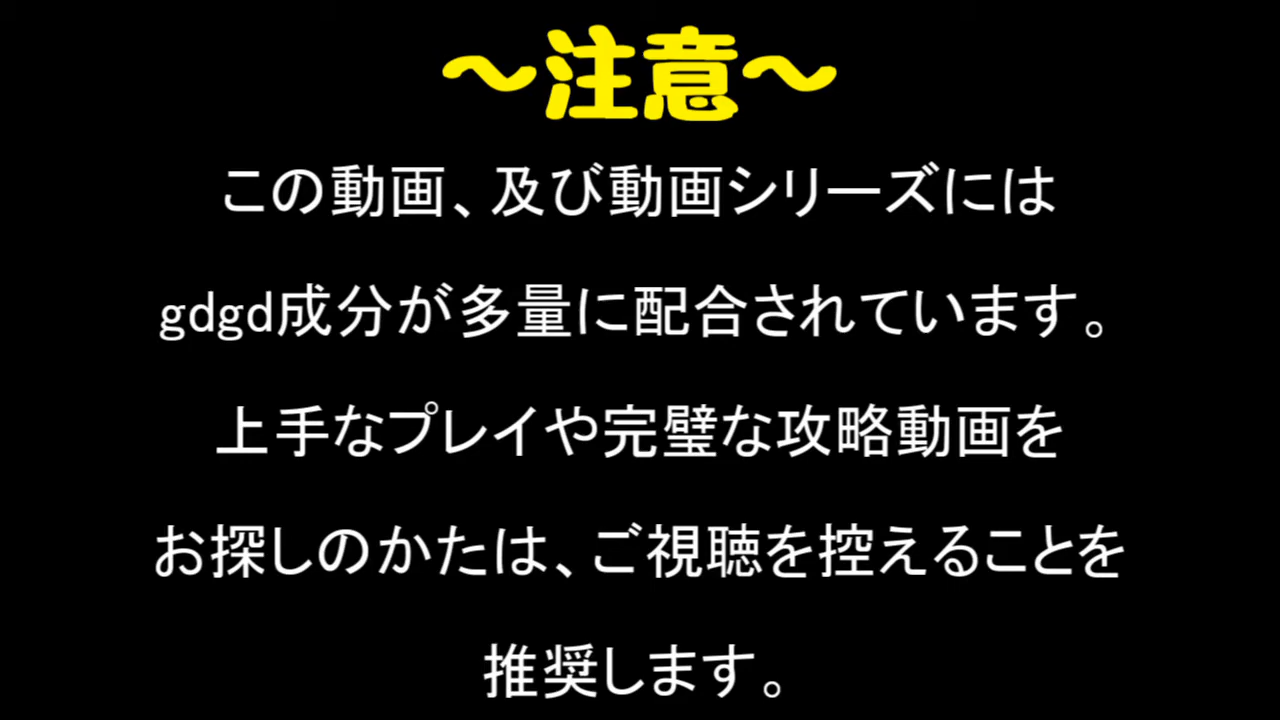 ～注意～
この動画、及び動画シリーズには
gdgd成分が多量に配合されています。
上手なプレイや完璧な攻略動画を
お探しのかたは、ご視聴を控えることを
推奨します。